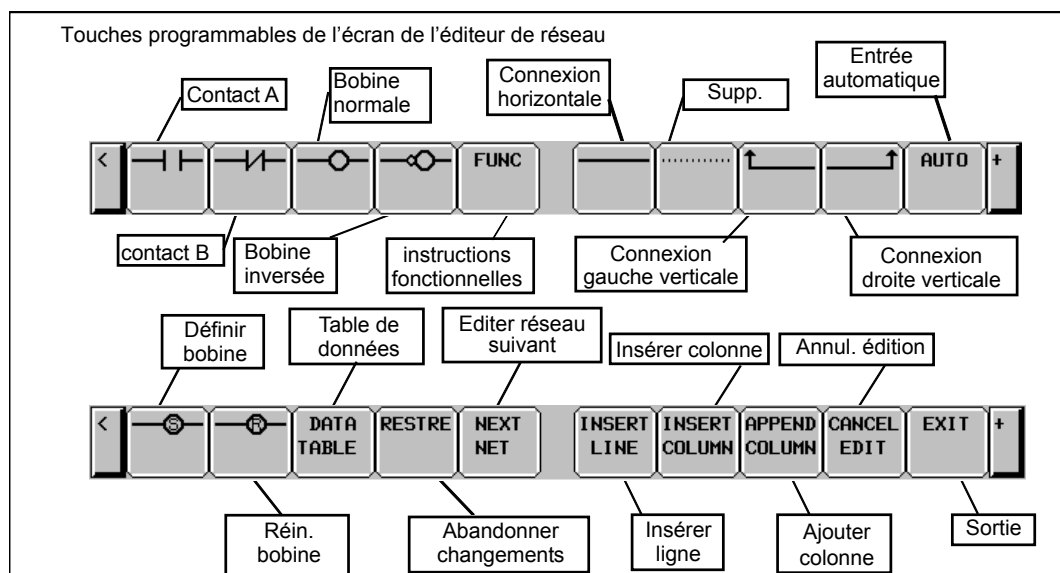 Touches programmables de l’écran de l’éditeur de réseau
Contact A
Bobine
normale
Connexion
horizontale
Supp.
Entrée
automatique
< FUNC AUTO +
contact B
Bobine
inversée
instructions
fonctionnelles
Connexion
gauche verticale
Connexion
droite verticale
Définir
bobine
Table de
données
Editer réseau
suivant
Insérer colonne
Annul. édition
< S R DATA RESTRE NEXT INSERT INSERT APPEND CANCEL EXIT +
TABLE NET LINE COLUMN COLUMN EDIT
Réin.
bobine
Abandonner
changements
Insérer
ligne
Ajouter
colonne
Sortie